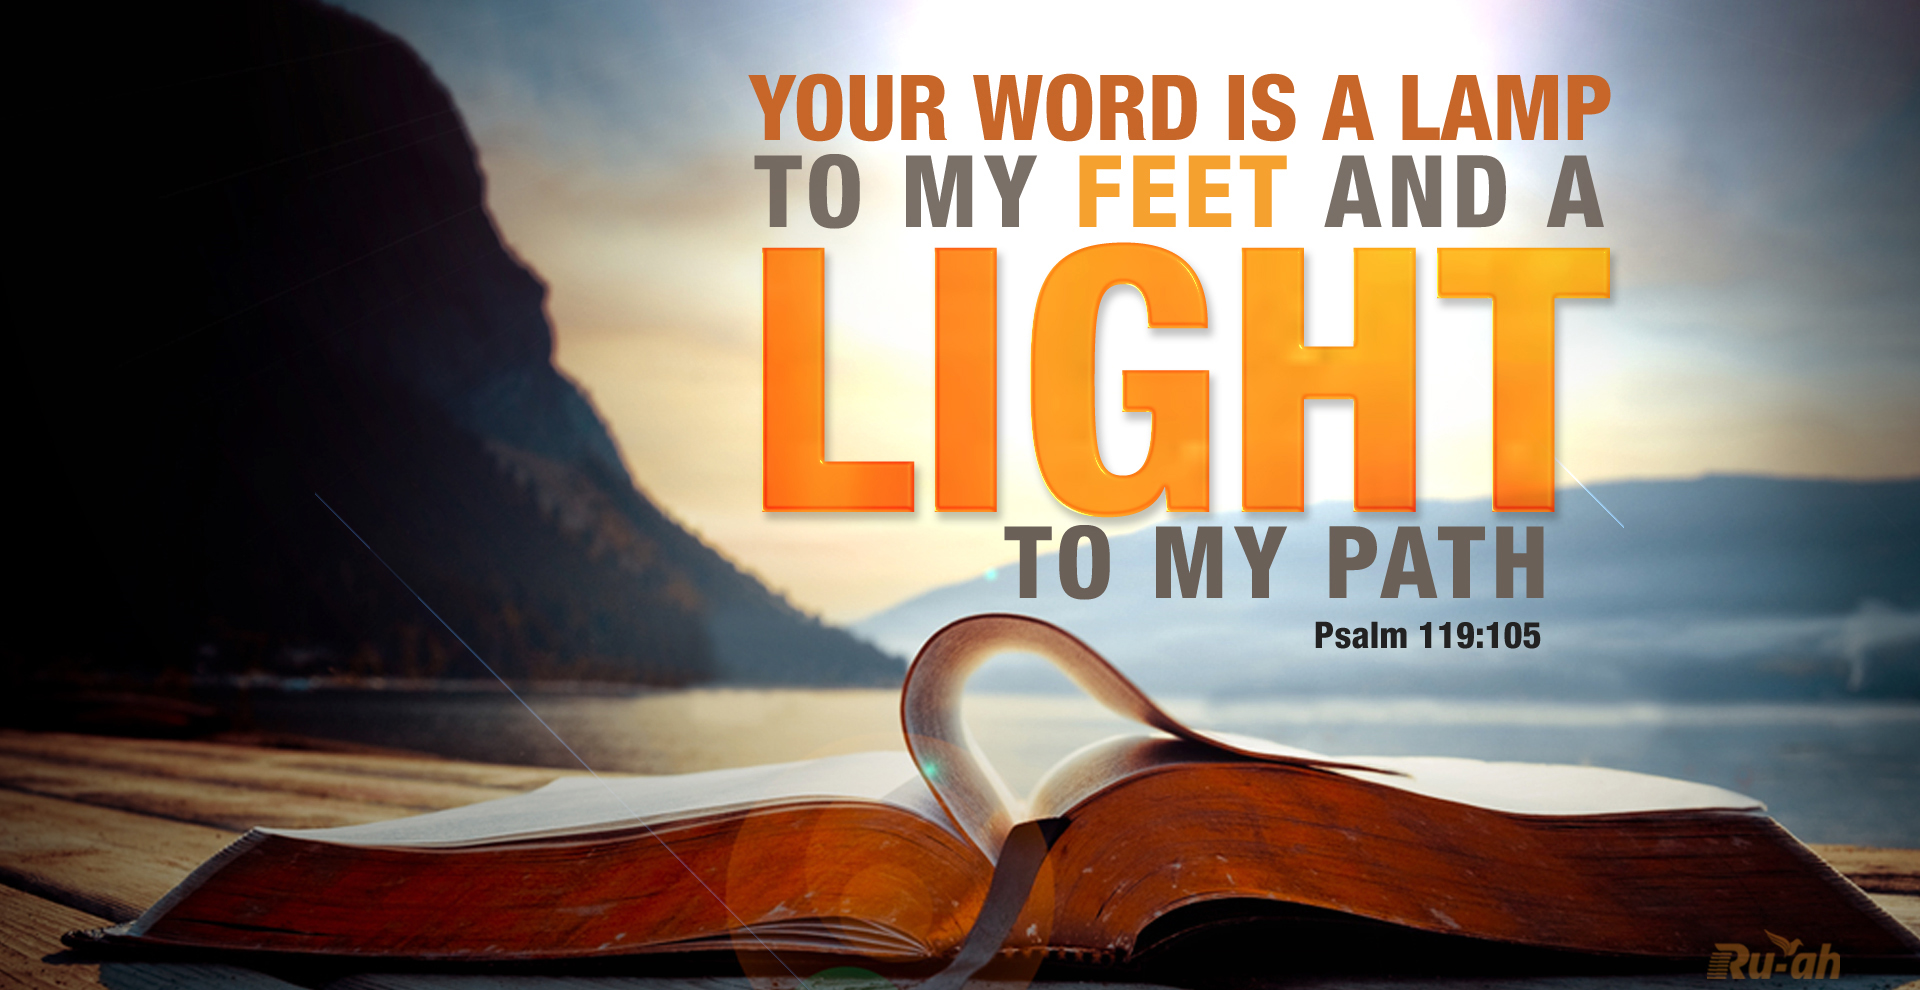 YOUR WORD IS A LAMP
TO MY FEET AND A
LIGHT
TO MY PATH
Psalm 119:105
Ru-ah